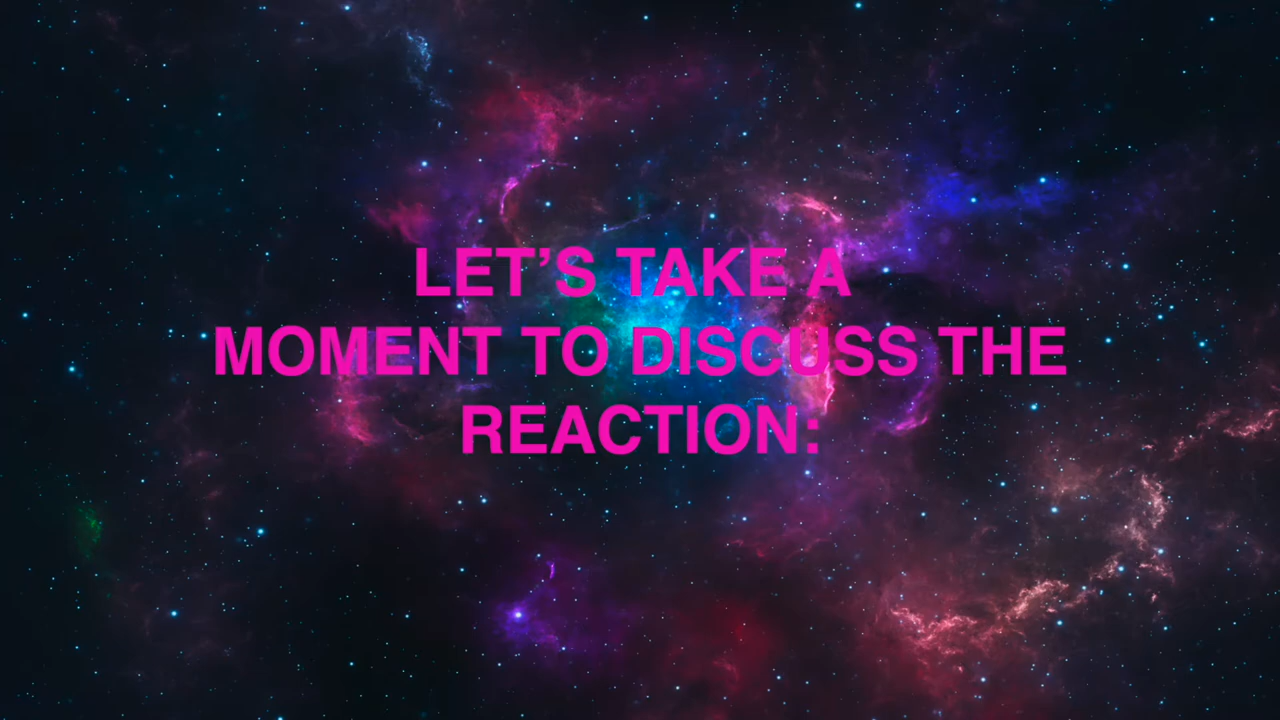 LET’S TAKE A
MOMENT TO DISCUSS THE
REACTION: